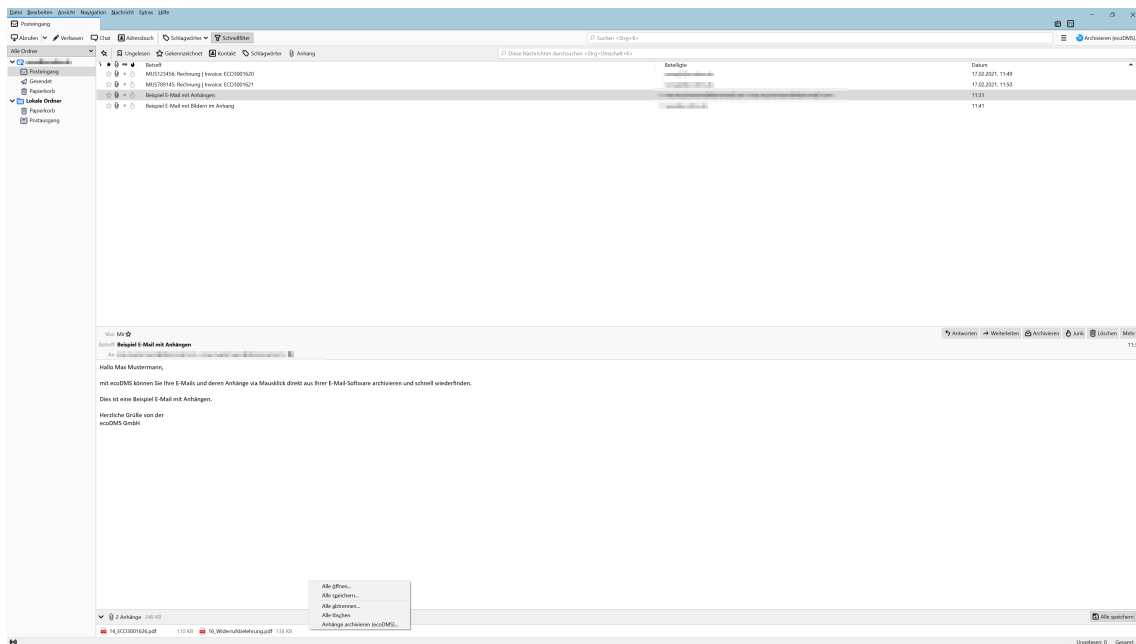 Datei Bearbeiten Ansicht Navigation Nachricht Extras Hilfe
Posteingang
Abrufen Verfassen Chat Adressbuch Schlagwörter Schnellfilter Suchen <Strg+K> Archivieren (ecoDMS)
Alle Ordner
Ungelesen Gekennzeichnet Kontakt Schlagwörter Anhang Diese Nachrichten durchsuchen <Strg+Umschalt+K>
Betreff Beteiligte Datum
Posteingang
Gesendet
Papierkorb
Lokale Ordner
Papierkorb
Postausgang
MUS123456: Rechnung | Invoice: ECO3001620 17.02.2021, 11:49
MUS789145: Rechnung | Invoice: ECO3001621 17.02.2021, 11:50
Beispiel E-Mail mit Anhängen 11:31
Beispiel E-Mail mit Bildern im Anhang 11:41
Von Mir Antworten Weiterleiten Archivieren Junk Löschen Mehr
Betreff Beispiel E-Mail mit Anhängen
An
Hallo Max Mustermann,
mit ecoDMS können Sie Ihre E-Mails und deren Anhänge via Mausklick direkt aus Ihrer E-Mail-Software archivieren und schnell wiederfinden.
Dies ist eine Beispiel E-Mail mit Anhängen.
Herzliche Grüße von der
ecoDMS GmbH
Alle öffnen...
Alle speichern...
Alle abtrennen...
Alle löschen
Anhänge archivieren (ecoDMS)...
2 Anhänge 249 KB Alle speichern
14_ECO3001626.pdf 110 KB 16_Widerrufsbelehrung.pdf 138 KB
Ungelesen: 0 Gesamt: